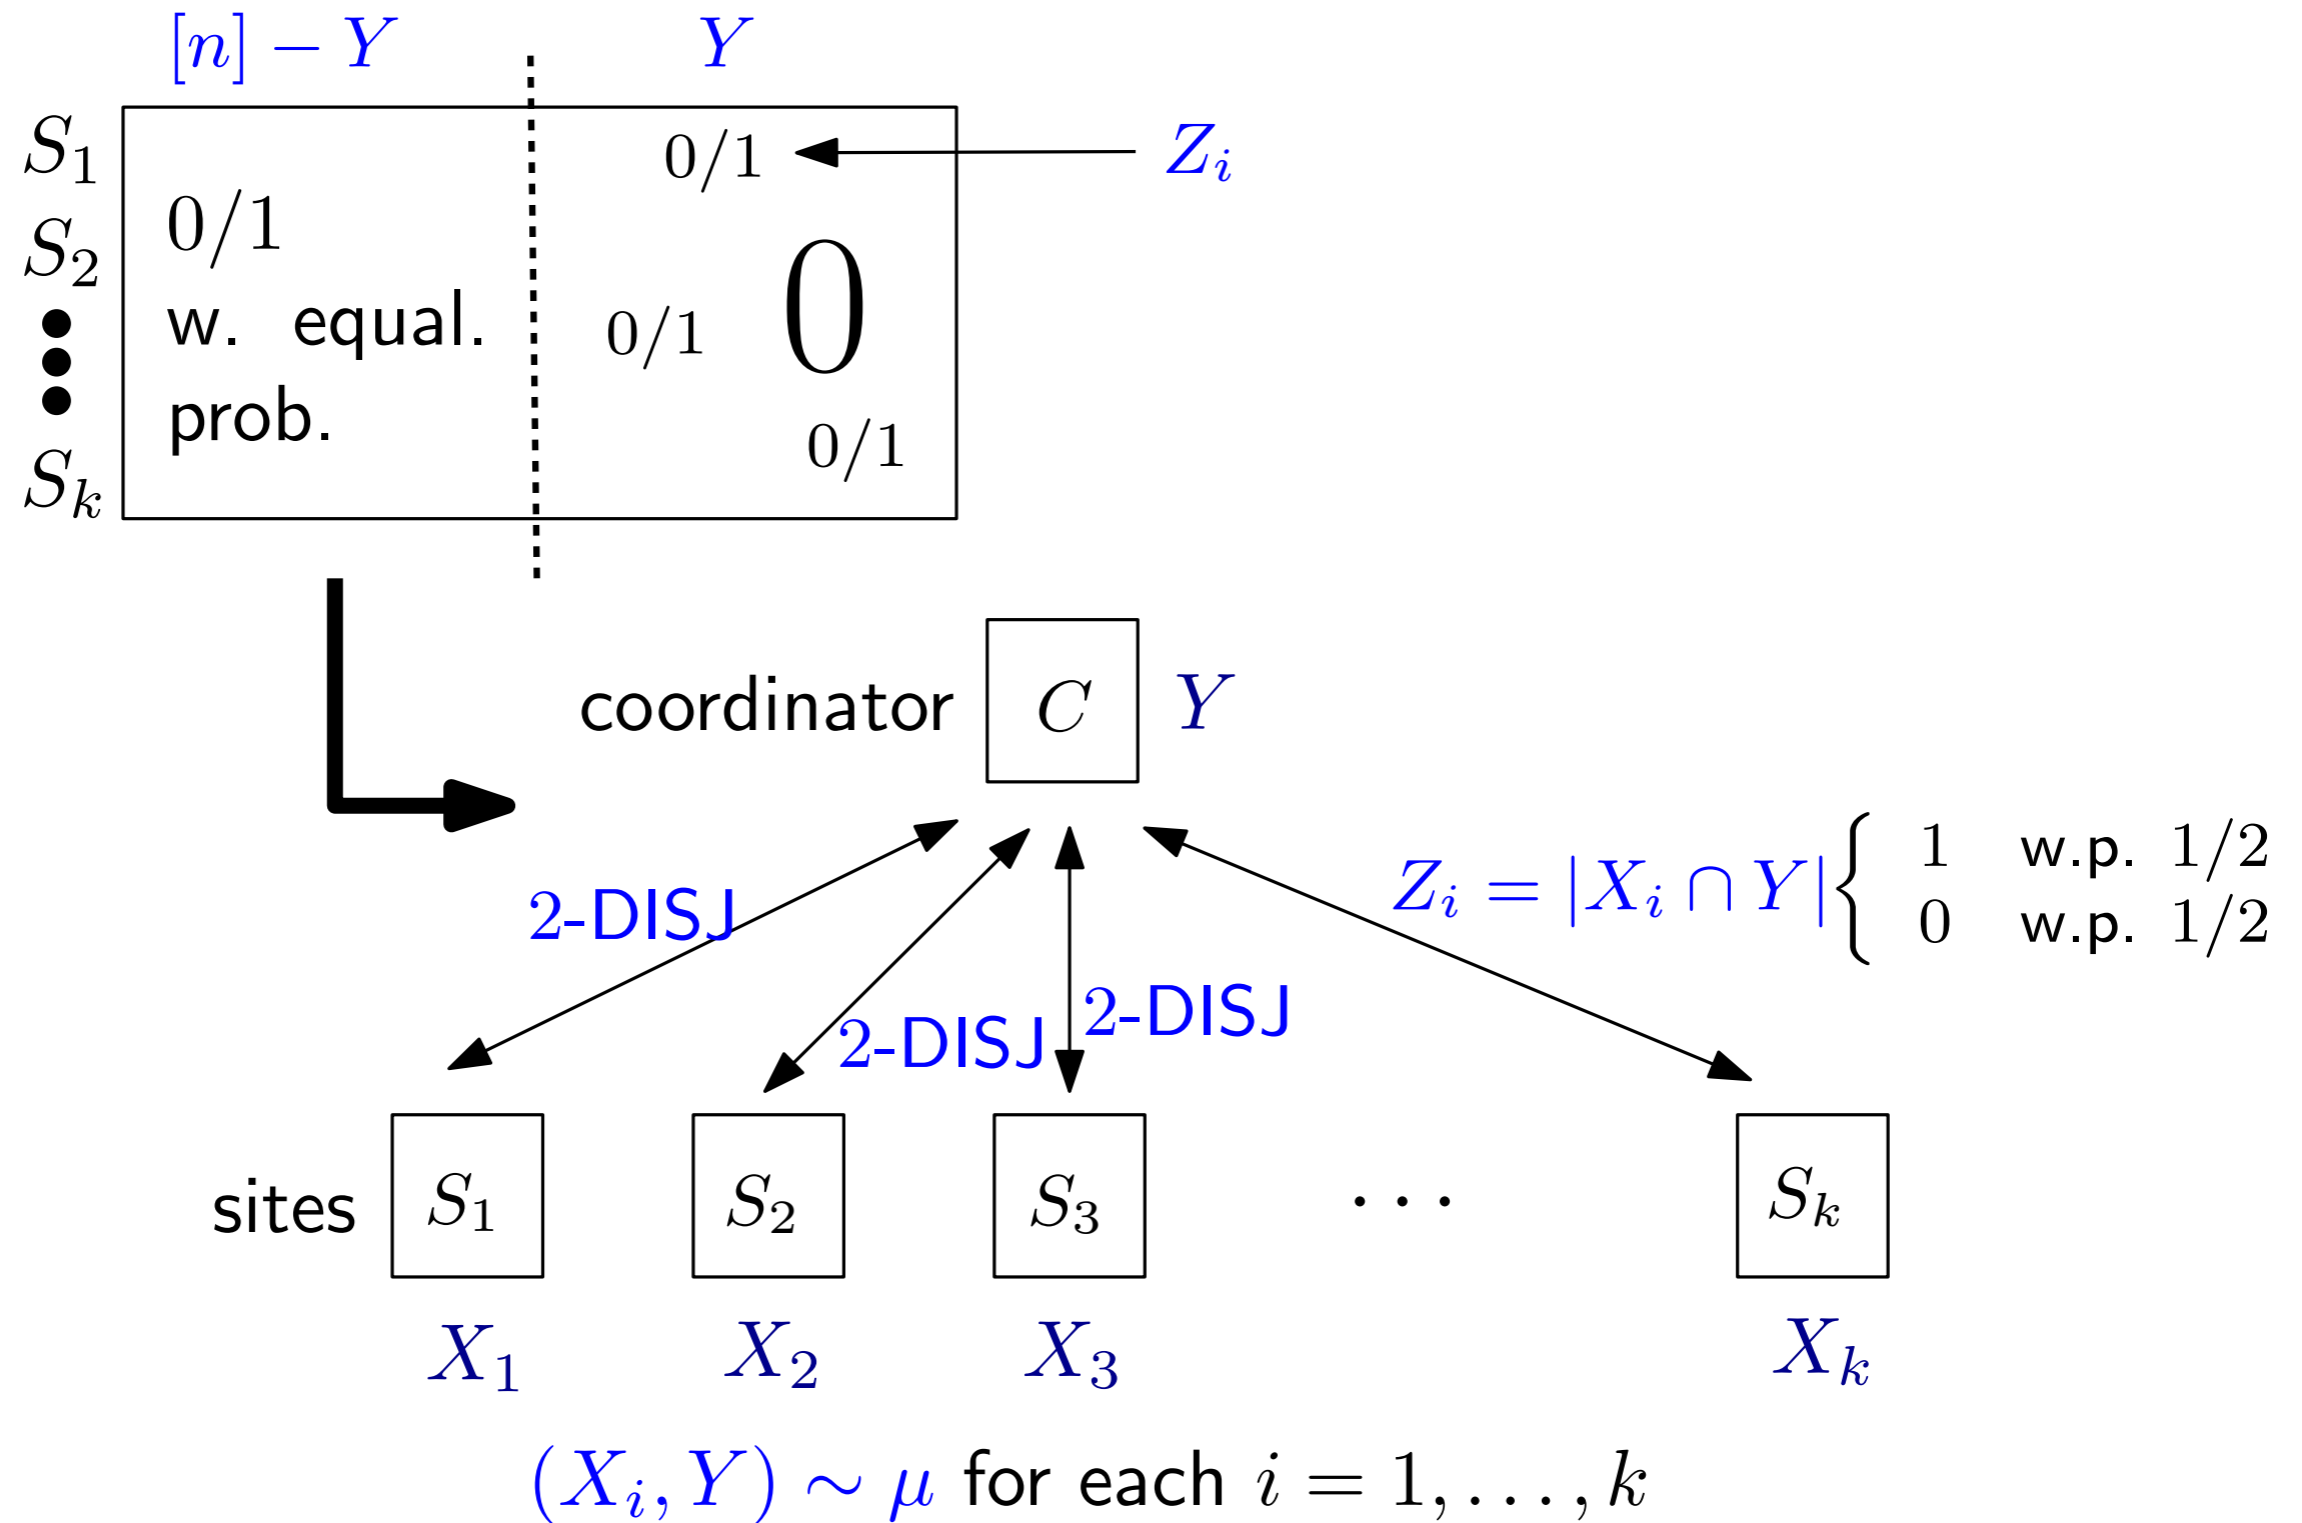 [n] − Y Y
S₁ 0/1 Zᵢ
0/1
S₂
w. equal. 0/1 0
prob. 0/1
Sₖ
coordinator C Y
Zᵢ = |Xᵢ ∩ Y| { 1 w.p. 1/2
0 w.p. 1/2
2-DISJ
2-DISJ 2-DISJ
sites S₁ S₂ S₃ ··· Sₖ
X₁ X₂ X₃ Xₖ
(Xᵢ, Y) ∼ μ for each i = 1, . . . , k